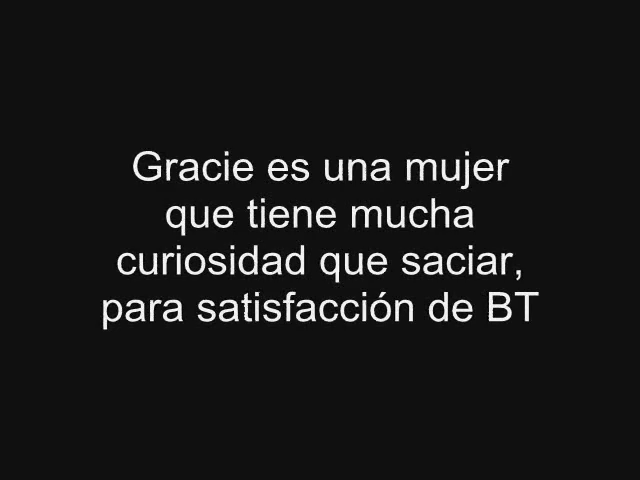 Gracie es una mujer
que tiene mucha
curiosidad que saciar,
para satisfacción de BT